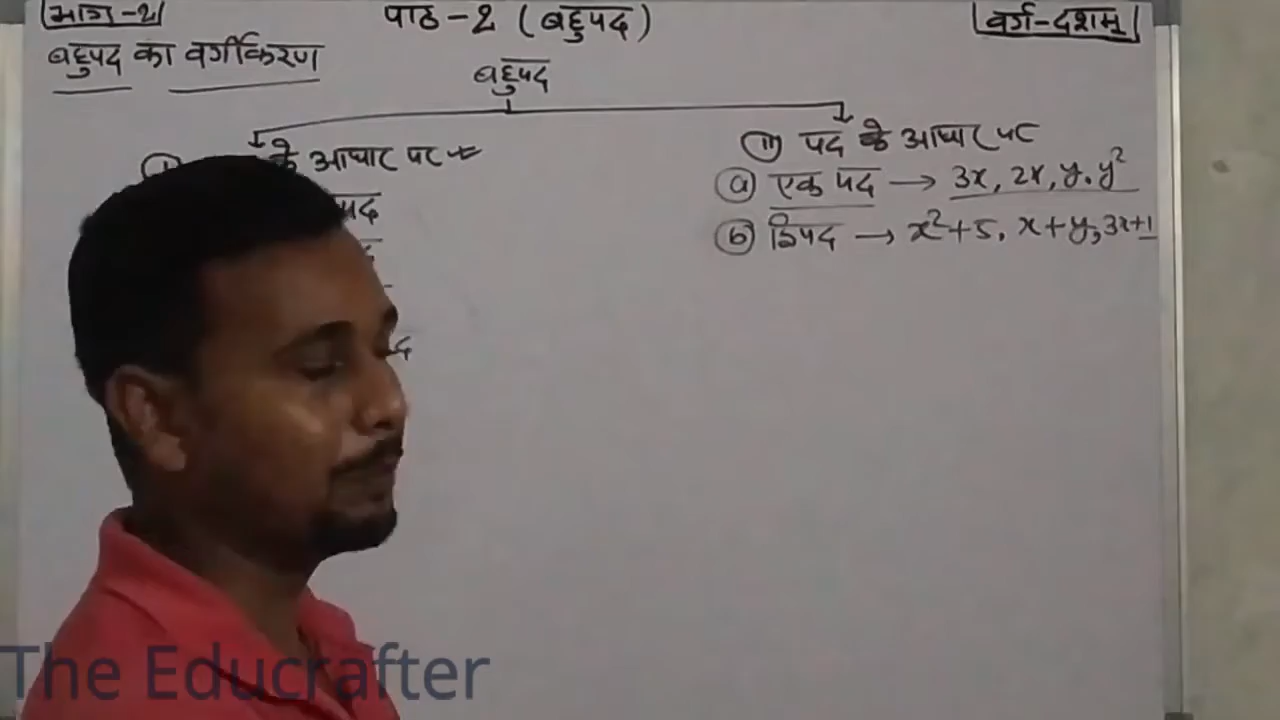 भाग-2 पाठ-2 (बहुपद) वर्ग-दशम्
बहुपद का वर्गीकरण
बहुपद
के आधार पर
(ii) पद के आधार पर
(a) एक पद → 3x, 2x, y, y²
(b) द्विपद → x²+5, x+y, 3x+1
The Educrafter